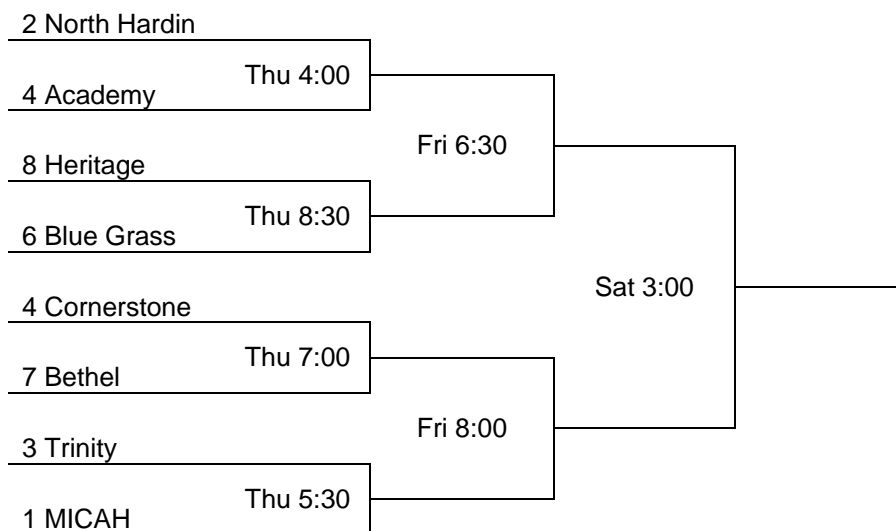 2 North Hardin
Thu 4:00
4 Academy
Fri 6:30
8 Heritage
Thu 8:30
6 Blue Grass
Sat 3:00
4 Cornerstone
Thu 7:00
7 Bethel
Fri 8:00
3 Trinity
Thu 5:30
1 MICAH